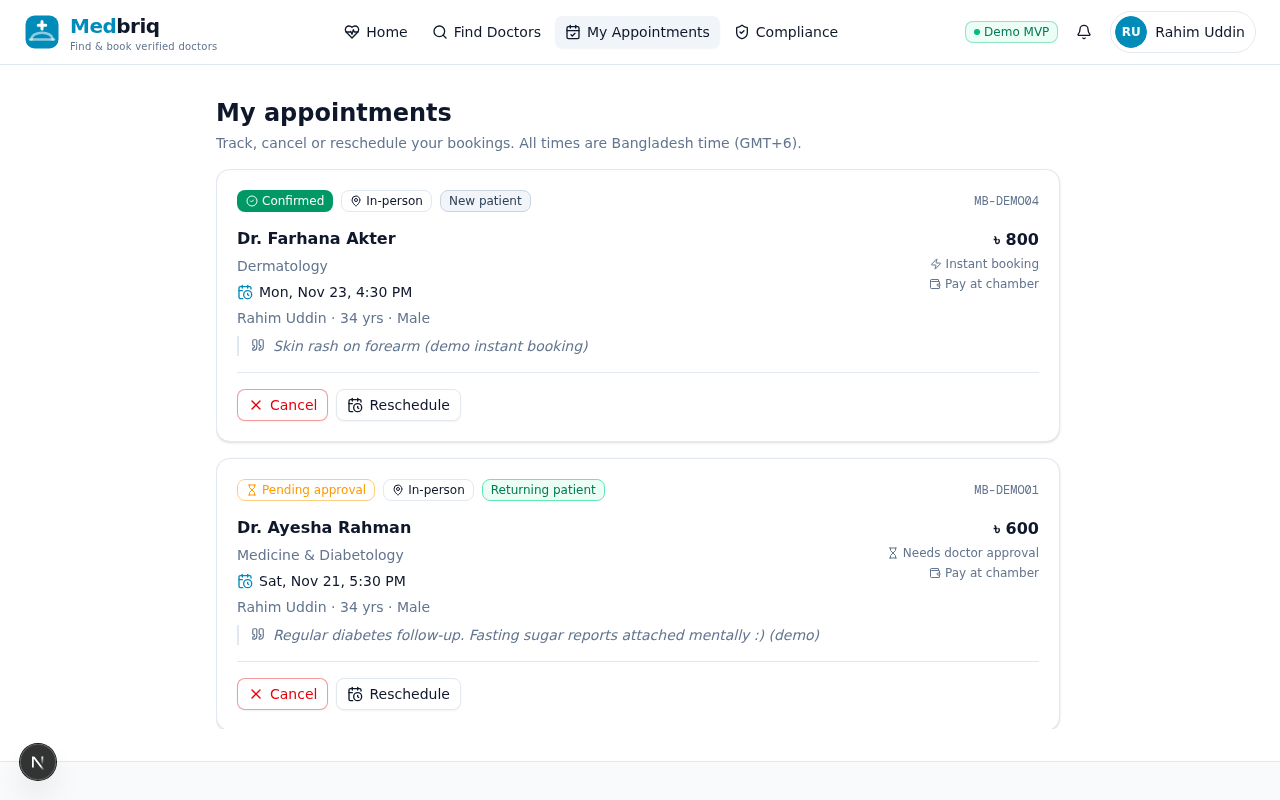 Medbriq
Find & book verified doctors
Home
Find Doctors
My Appointments
Compliance
Demo MVP
RU
Rahim Uddin
My appointments
Track, cancel or reschedule your bookings. All times are Bangladesh time (GMT+6).
Confirmed
In-person
New patient
MB-DEMO04
Dr. Farhana Akter
৳ 800
Dermatology
Instant booking
Mon, Nov 23, 4:30 PM
Pay at chamber
Rahim Uddin · 34 yrs · Male
Skin rash on forearm (demo instant booking)
Cancel
Reschedule
Pending approval
In-person
Returning patient
MB-DEMO01
Dr. Ayesha Rahman
৳ 600
Medicine & Diabetology
Needs doctor approval
Sat, Nov 21, 5:30 PM
Pay at chamber
Rahim Uddin · 34 yrs · Male
Regular diabetes follow-up. Fasting sugar reports attached mentally :) (demo)
Cancel
Reschedule
N